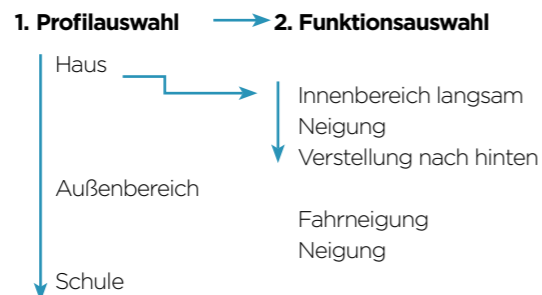 1. Profilauswahl 2. Funktionsauswahl
Haus
Innenbereich langsam
Neigung
Verstellung nach hinten
Außenbereich
Fahrneigung
Neigung
Schule